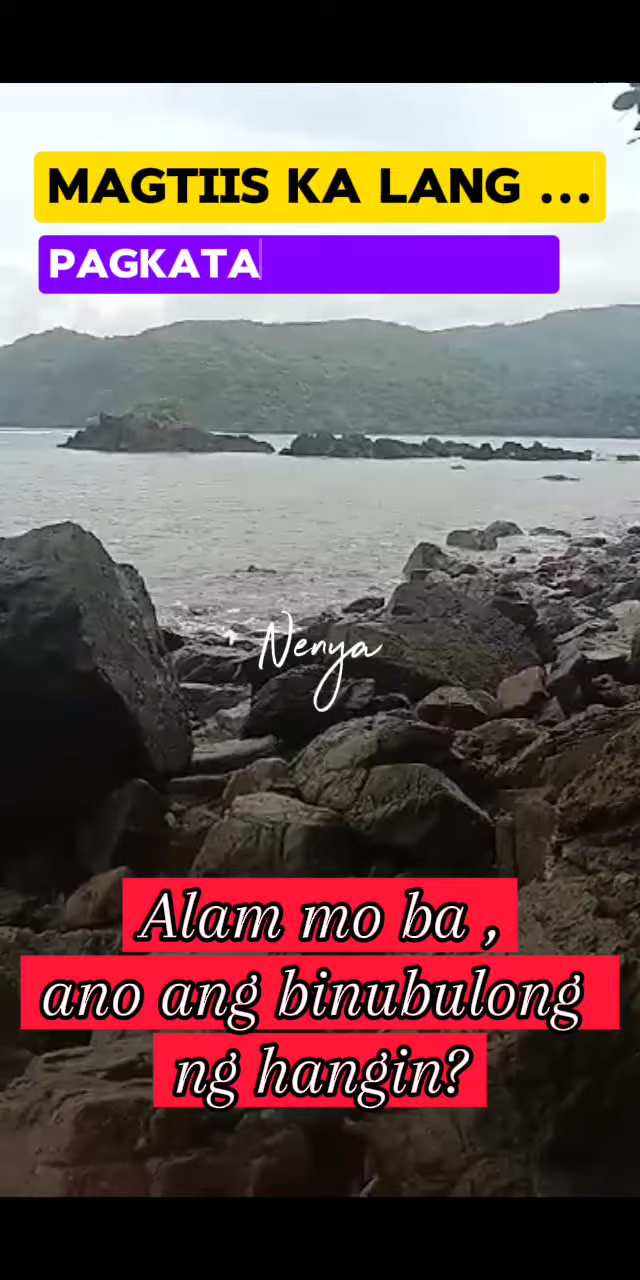 MAGTIIS KA LANG ...
PAGKATA
Nenya
Alam mo ba ,
ano ang binubulong
ng hangin?